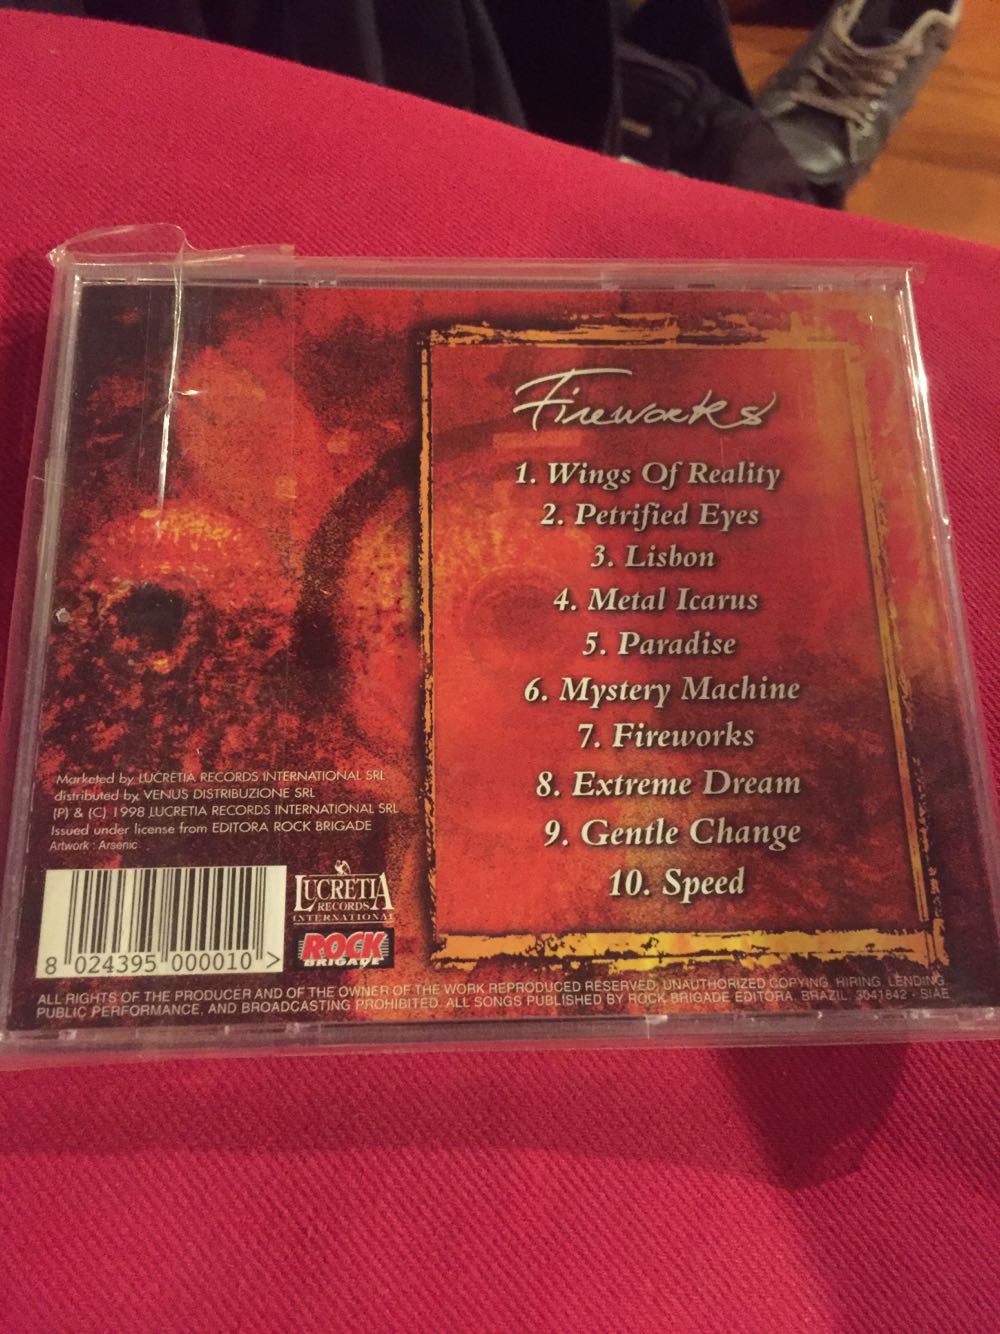 Fireworks
1. Wings Of Reality
2. Petrified Eyes
3. Lisbon
4. Metal Icarus
5. Paradise
6. Mystery Machine
7. Fireworks
8. Extreme Dream
9. Gentle Change
10. Speed
Marketed by LUCRETIA RECORDS INTERNATIONAL SRL
distributed by VENUS DISTRIBUZIONE SRL
(P) & (C) 1998 LUCRETIA RECORDS INTERNATIONAL SRL
Issued under license from EDITORA ROCK BRIGADE
Artwork : Arsenic
8 024395 000010 >
LUCRETIA
RECORDS
INTERNATIONAL
ROCK
BRIGADE
ALL RIGHTS OF THE PRODUCER AND OF THE OWNER OF THE WORK REPRODUCED RESERVED, UNAUTHORIZED COPYING, HIRING, LENDING,
PUBLIC PERFORMANCE, AND BROADCASTING PROHIBITED. ALL SONGS PUBLISHED BY ROCK BRIGADE EDITORA. BRAZIL. 3041842 - SIAE